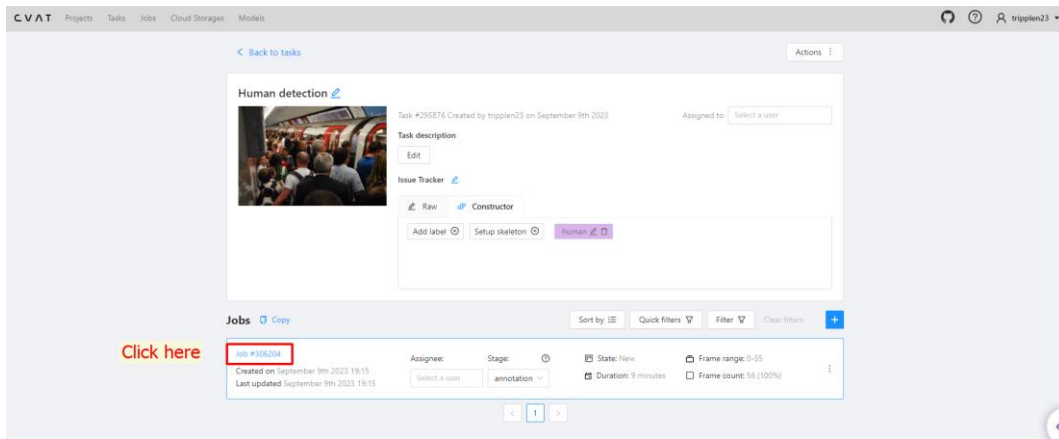 CVAT Projects Tasks Jobs Cloud Storages Models tripplen23
Back to tasks Actions
Human detection
Task #295876 Created by tripplen23 on September 9th 2023 Assigned to Select a user
Task description
Edit
Issue Tracker
Raw Constructor
Add label Setup skeleton human
Jobs Copy Sort by Quick filters Filter Clear filters
Click here
Job #306204
Assignee: Stage: State: New Frame range: 0-55
Created on September 9th 2023 19:15
Select a user annotation Duration: 9 minutes Frame count: 56 (100%)
Last updated September 9th 2023 19:15
1